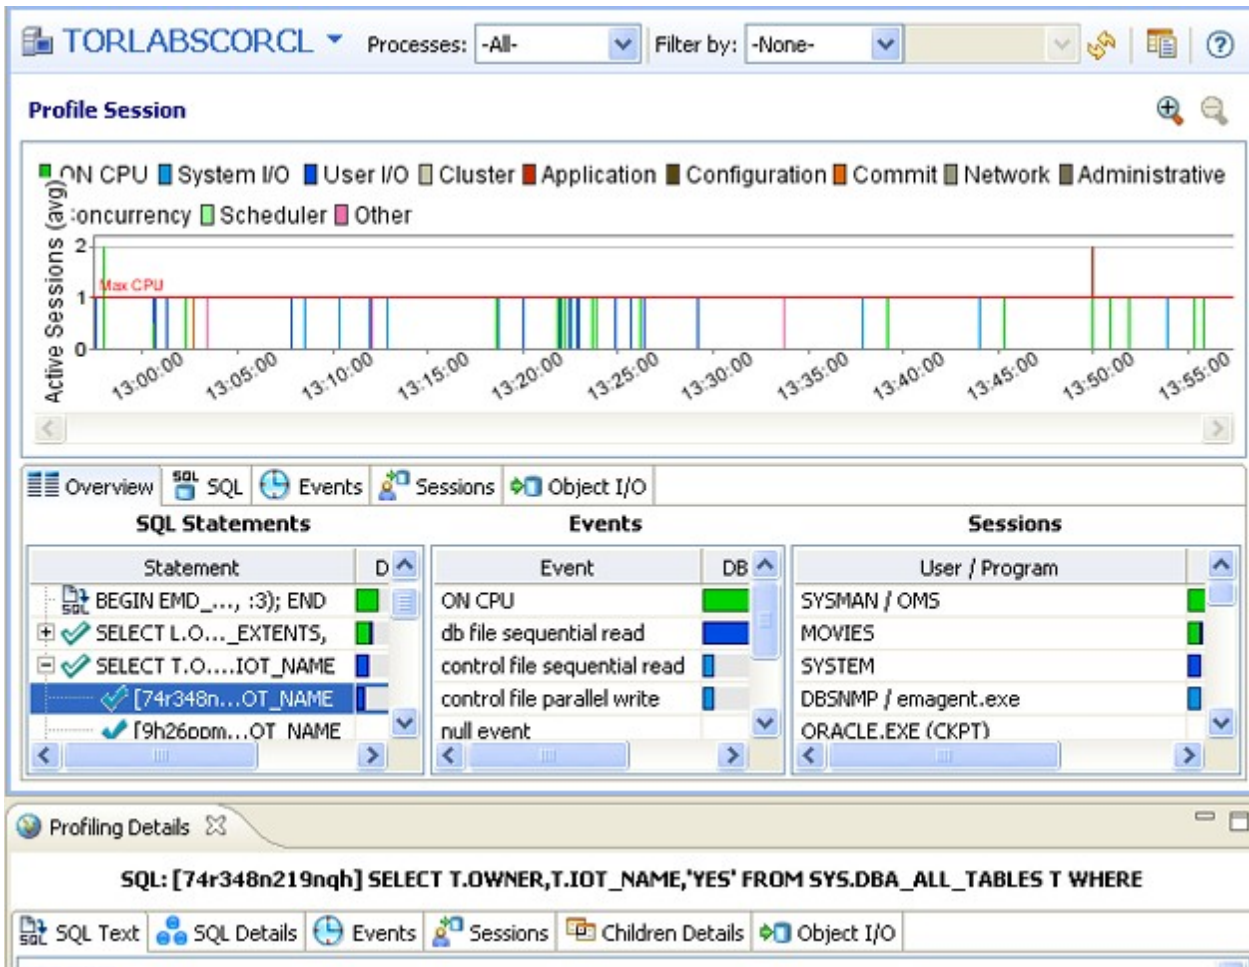 TORLABSCORCL Processes: -All- Filter by: -None-
Profile Session
ON CPU System I/O User I/O Cluster Application Configuration Commit Network Administrative
:oncurrency Scheduler Other
Active Sessions (avg)
2
Max CPU
1
0
13:00:00 13:05:00 13:10:00 13:15:00 13:20:00 13:25:00 13:30:00 13:35:00 13:40:00 13:45:00 13:50:00 13:55:00
Overview SQL Events Sessions Object I/O
SQL Statements Events Sessions
Statement D Event DB User / Program
BEGIN EMD_..., :3); END ON CPU SYSMAN / OMS
SELECT L.O..._EXTENTS, db file sequential read MOVIES
SELECT T.O....IOT_NAME control file sequential read SYSTEM
[74r348n...OT_NAME control file parallel write DBSNMP / emagent.exe
[9h26ppm...OT_NAME null event ORACLE.EXE (CKPT)
Profiling Details
SQL: [74r348n219nqh] SELECT T.OWNER,T.IOT_NAME,'YES' FROM SYS.DBA_ALL_TABLES T WHERE
SQL Text SQL Details Events Sessions Children Details Object I/O